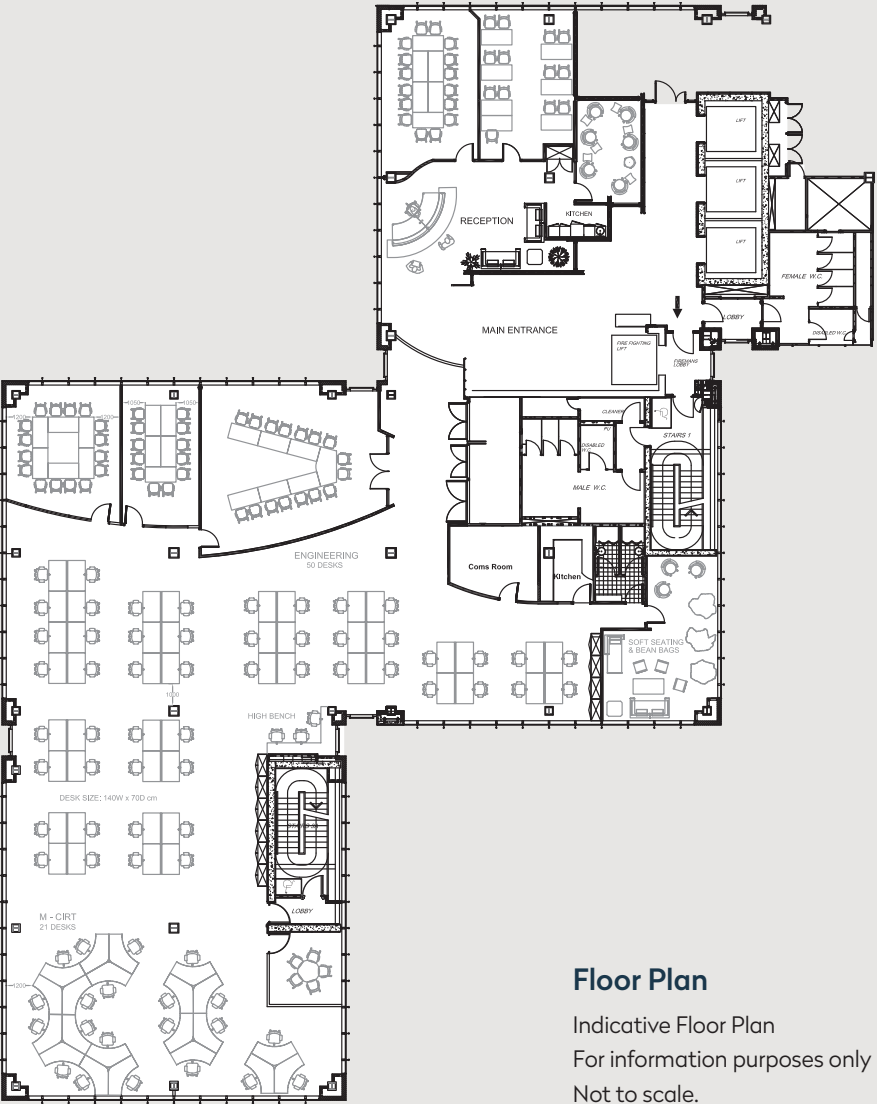 LIFT
LIFT
LIFT
RECEPTION
KITCHEN
FEMALE W.C.
MAIN ENTRANCE
LOBBY
DISABLED W.C.
FIRE FIGHTING
LIFT
FIREMANS
LOBBY
1200
1200
1050
1050
CLEANER
PU
STAIRS 1
DISABLED
W.C.
MALE W.C.
ENGINEERING
50 DESKS
Coms Room
Kitchen
SOFT SEATING
& BEAN BAGS
1000
HIGH BENCH
DESK SIZE: 140W x 70D cm
LOBBY
M - CIRT
21 DESKS
1200
Floor Plan
Indicative Floor Plan
For information purposes only
Not to scale.